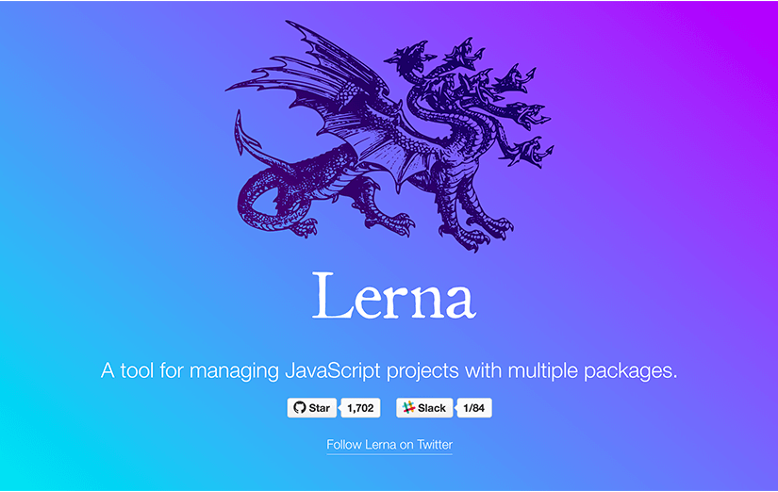 Lerna
A tool for managing JavaScript projects with multiple packages.
Star 1,702 Slack 1/84
Follow Lerna on Twitter